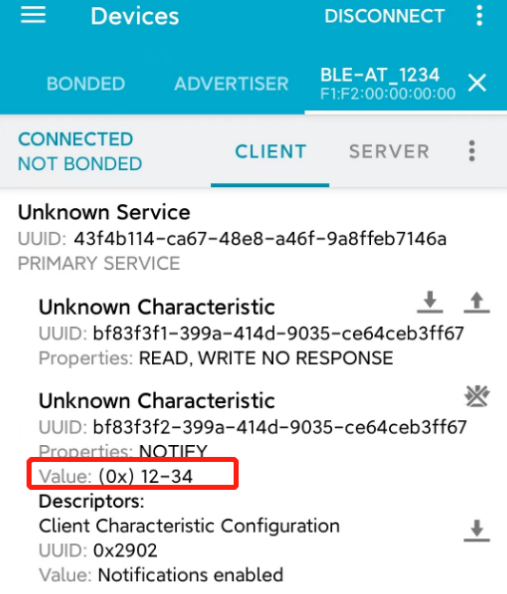 Devices
DISCONNECT
BONDED
ADVERTISER
BLE-AT_1234
F1:F2:00:00:00:00
CONNECTED
NOT BONDED
CLIENT
SERVER
Unknown Service
UUID: 43f4b114-ca67-48e8-a46f-9a8ffeb7146a
PRIMARY SERVICE
Unknown Characteristic
UUID: bf83f3f1-399a-414d-9035-ce64ceb3ff67
Properties: READ, WRITE NO RESPONSE
Unknown Characteristic
UUID: bf83f3f2-399a-414d-9035-ce64ceb3ff67
Properties: NOTIFY
Value: (0x) 12-34
Descriptors:
Client Characteristic Configuration
UUID: 0x2902
Value: Notifications enabled